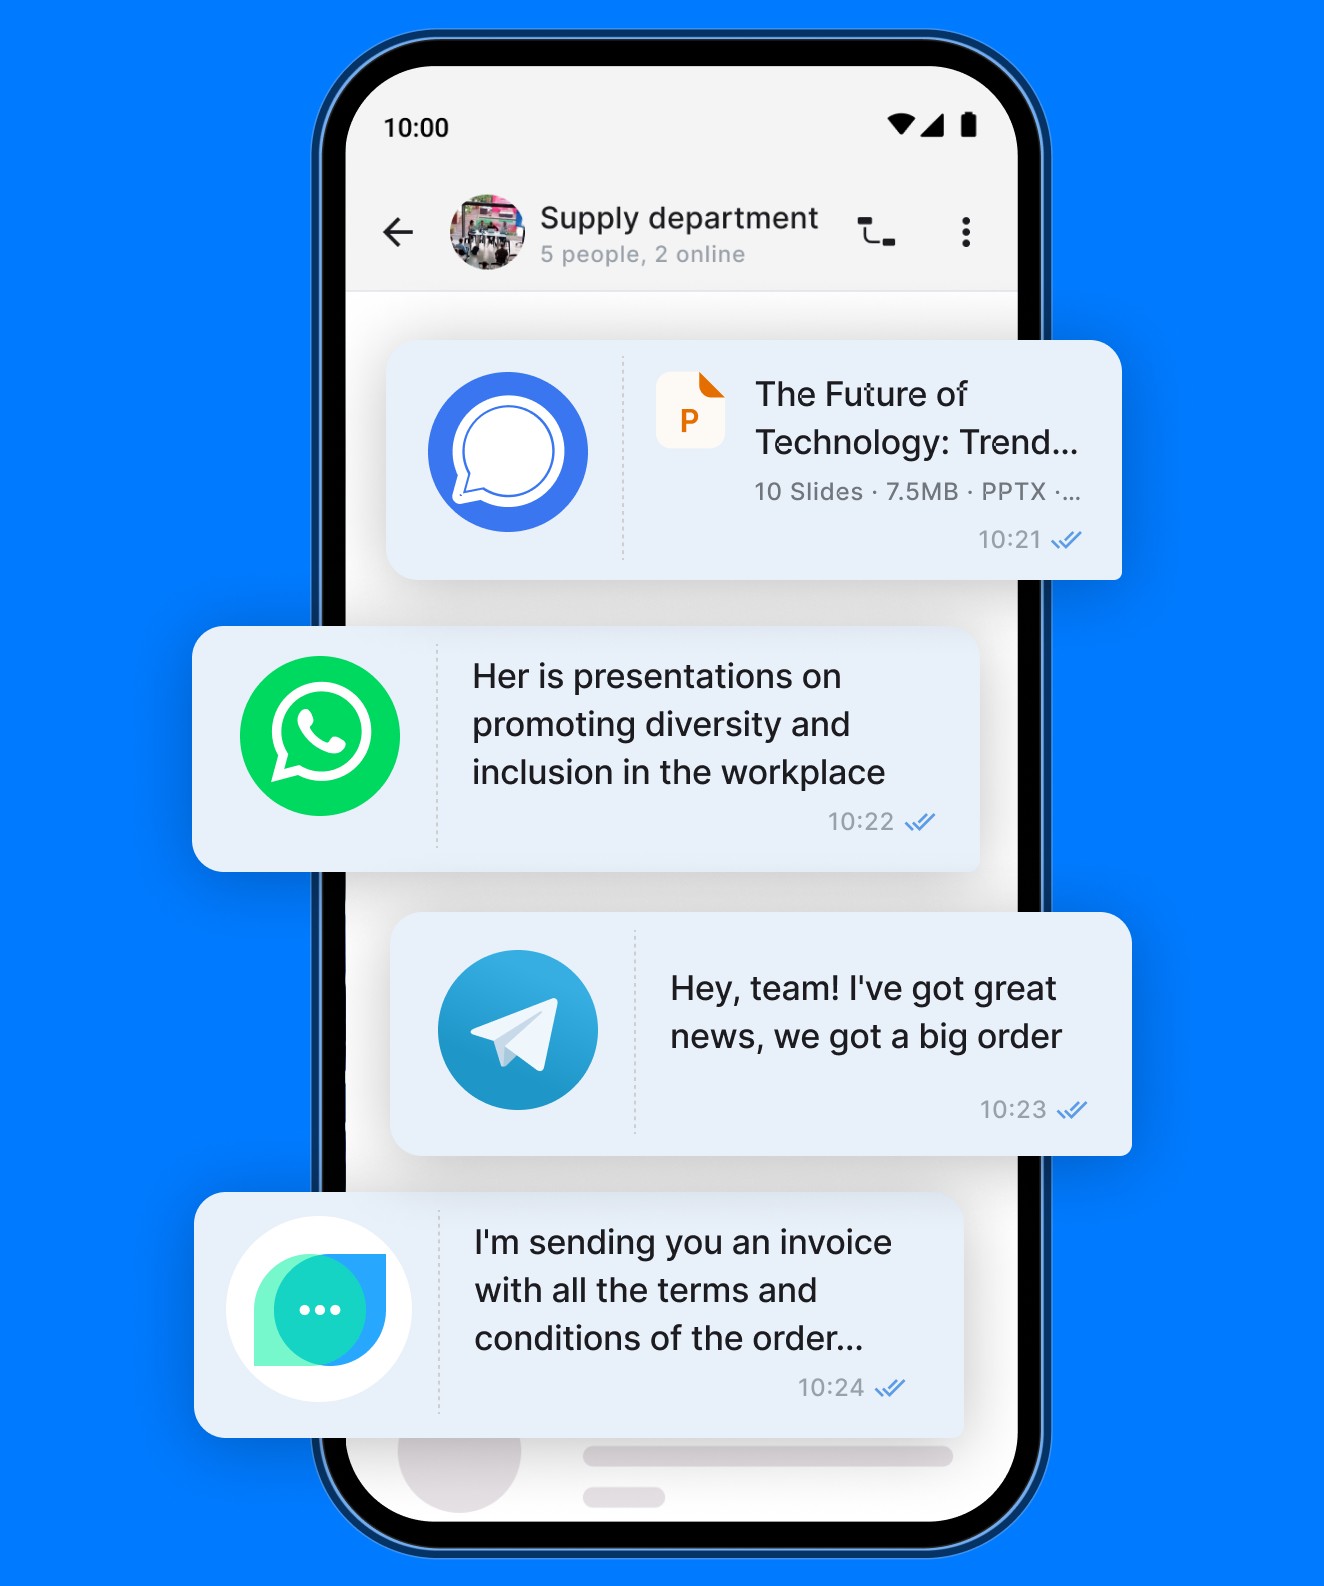 10:00
Supply department
5 people, 2 online
P
The Future of
Technology: Trend...
10 Slides · 7.5MB · PPTX ·...
10:21
Her is presentations on
promoting diversity and
inclusion in the workplace
10:22
Hey, team! I've got great
news, we got a big order
10:23
I'm sending you an invoice
with all the terms and
conditions of the order...
10:24